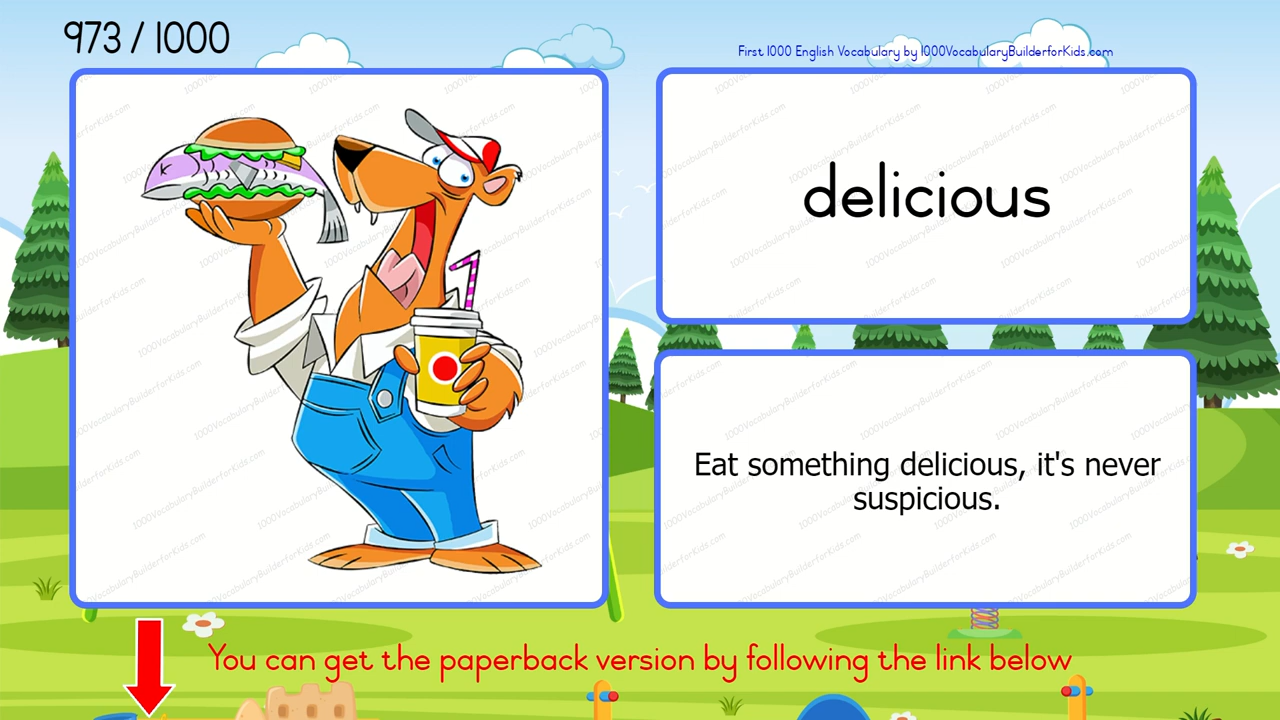 973 / 1000
First 1000 English Vocabulary by 1000VocabularyBuilderforKids.com
delicious
Eat something delicious, it's never
suspicious.
You can get the paperback version by following the link below